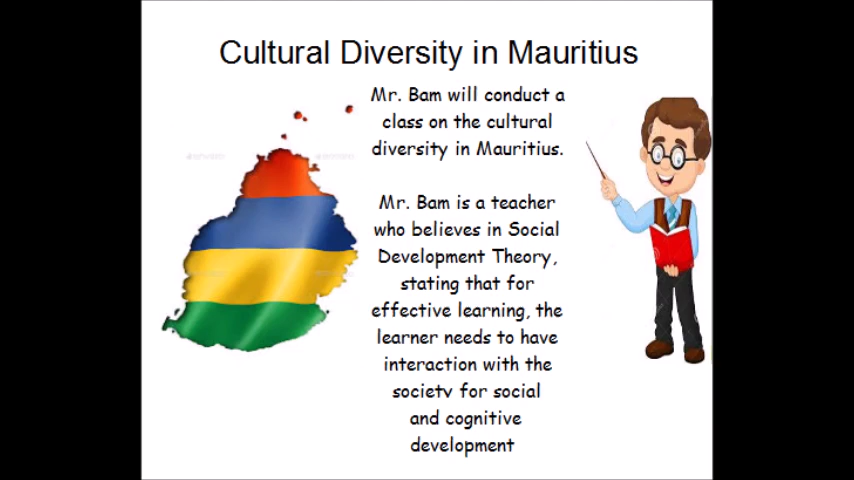 Cultural Diversity in Mauritius
Mr. Bam will conduct a
class on the cultural
diversity in Mauritius.
Mr. Bam is a teacher
who believes in Social
Development Theory,
stating that for
effective learning, the
learner needs to have
interaction with the
society for social
and cognitive
development